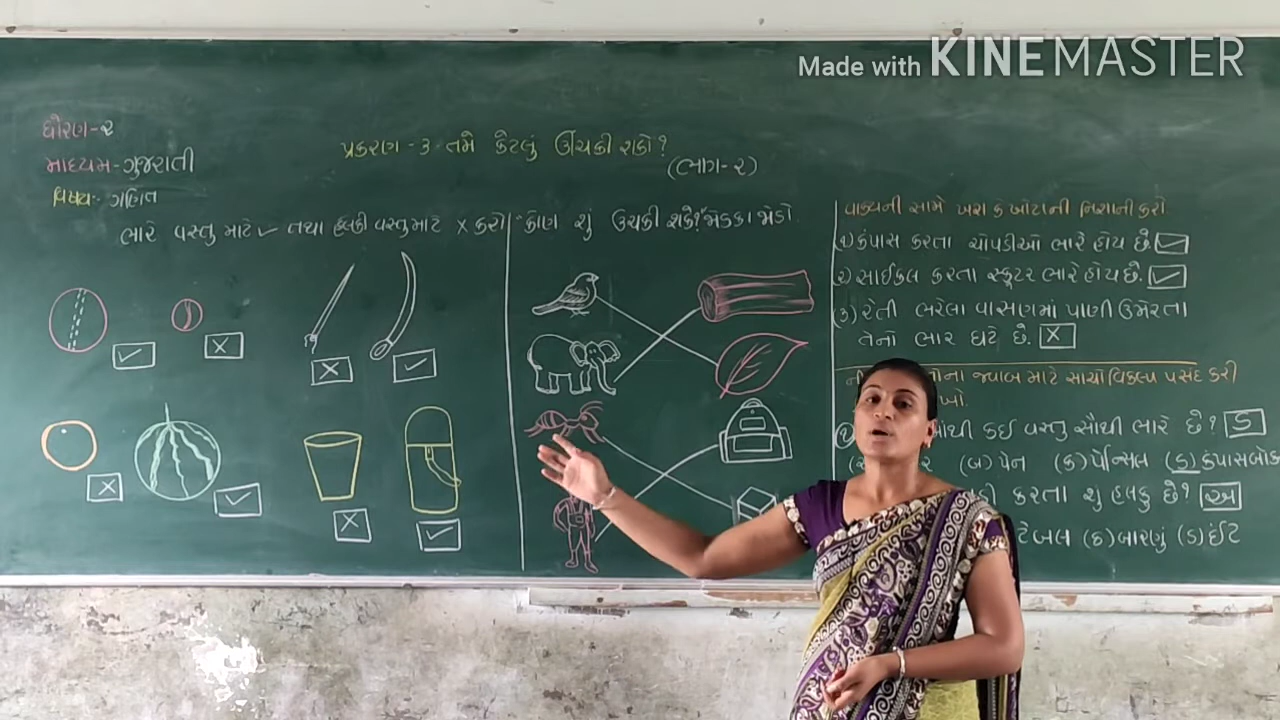 Made with KINEMASTER
ધોરણ-૨
માધ્યમ-ગુજરાતી
વિષય:- ગણિત
પ્રકરણ-૩-તમે કેટલું ઊંચકી શકો?
(ભાગ-૨)
ભારે વસ્તુ માટે ✓ તથા હલકી વસ્તુ માટે × કરો
"કોણ શું ઉચકી શકે?" જોડકા જોડો.
વાક્યની સામે ખરા કે ખોટાની નિશાની કરો
(૧) કંપાસ કરતા ચોપડીઓ ભારે હોય છે. ✓
(૨) સાઈકલ કરતા સ્કૂટર ભારે હોય છે. ✓
(૩) રેતી ભરેલા વાસણમાં પાણી ઉમેરતા
તેનો ભાર ઘટે છે. ×
જવાબ માટે સાચો વિકલ્પ પસંદ કરી
કઈ વસ્તુ સૌથી ભારે છે? ડ
(બ) પેન (ક) પેન્સિલ (ડ) કંપાસબોક્
કરતા શું હલકુ છે? અ
ટેબલ (ક) બારણું (ડ) ઈંટ